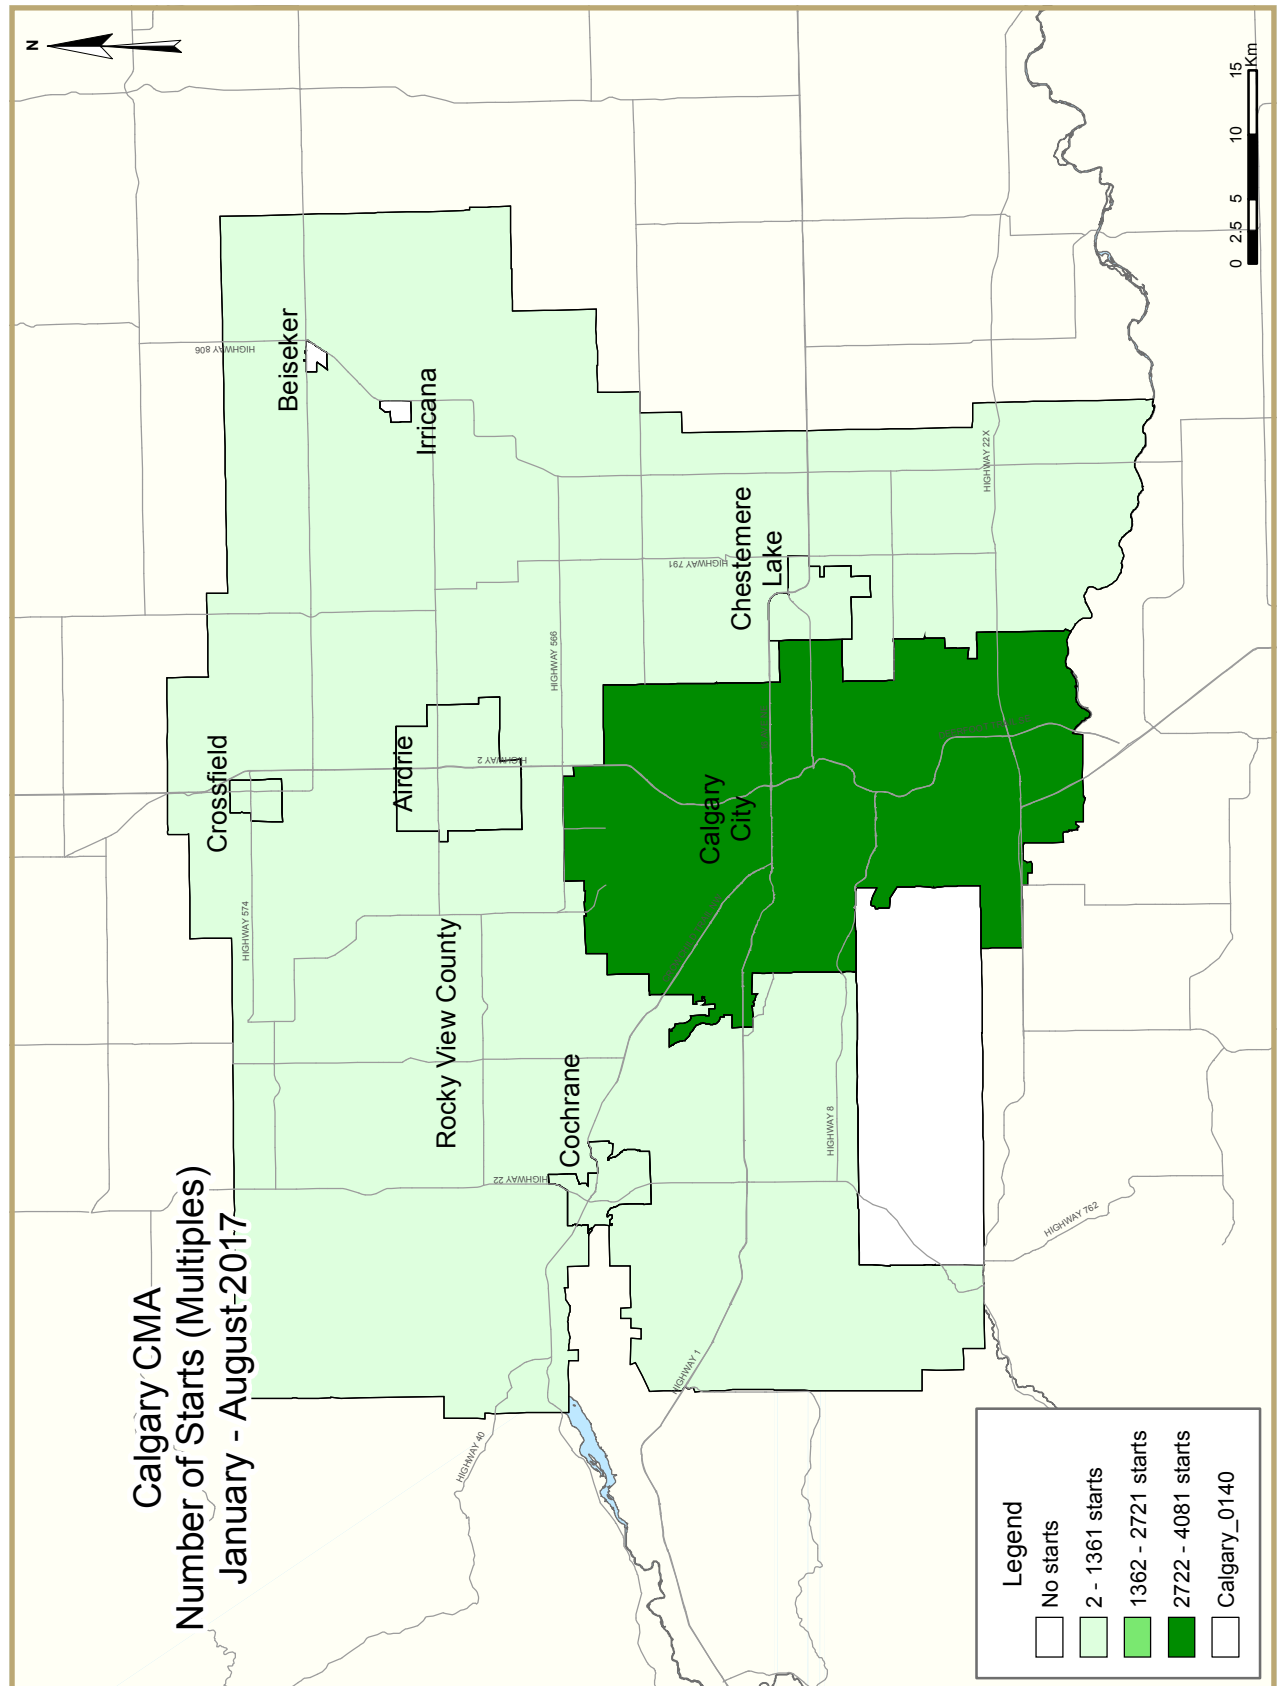 Calgary CMA
Number of Starts (Multiples)
January - August 2017
N
HIGHWAY 806
Beiseker
Irricana
Crossfield
HIGHWAY 574
Airdrie
HIGHWAY 2
HIGHWAY 566
Rocky View County
Cochrane
HIGHWAY 22
HIGHWAY 40
HIGHWAY 1
HIGHWAY 8
HIGHWAY 762
Calgary
City
Chestemere
Lake
HIGHWAY 791
HIGHWAY 22X
Legend
No starts
2 - 1361 starts
1362 - 2721 starts
2722 - 4081 starts
Calgary_0140
0 2.5 5 10 15
Km